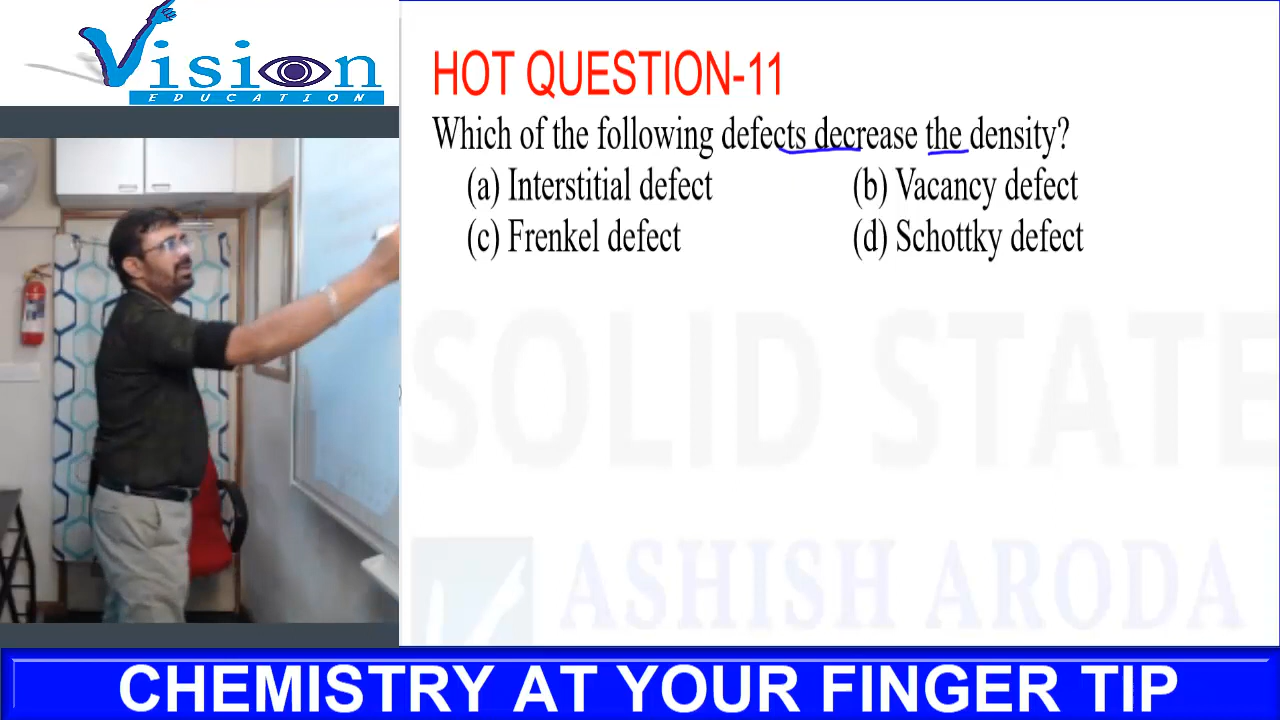 Vision
EDUCATION
HOT QUESTION-11
Which of the following defects decrease the density?
(a) Interstitial defect (b) Vacancy defect
(c) Frenkel defect (d) Schottky defect
SOLID STATE
ASHISH ARODA
CHEMISTRY AT YOUR FINGER TIP